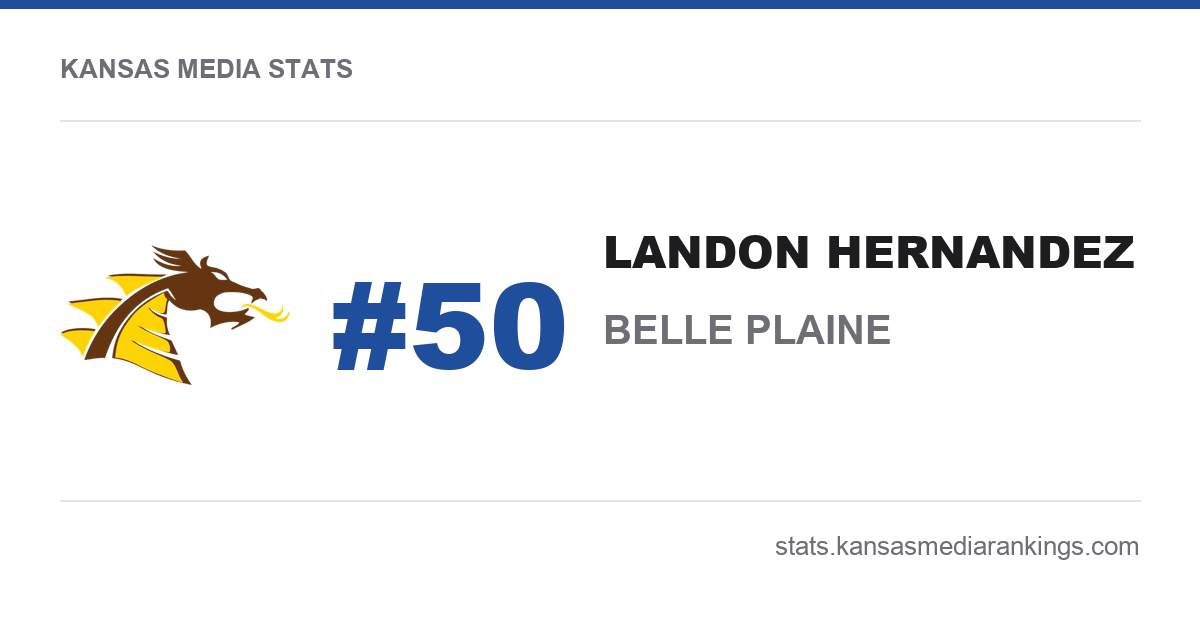 KANSAS MEDIA STATS
#50
LANDON HERNANDEZ
BELLE PLAINE
stats.kansasmediarankings.com